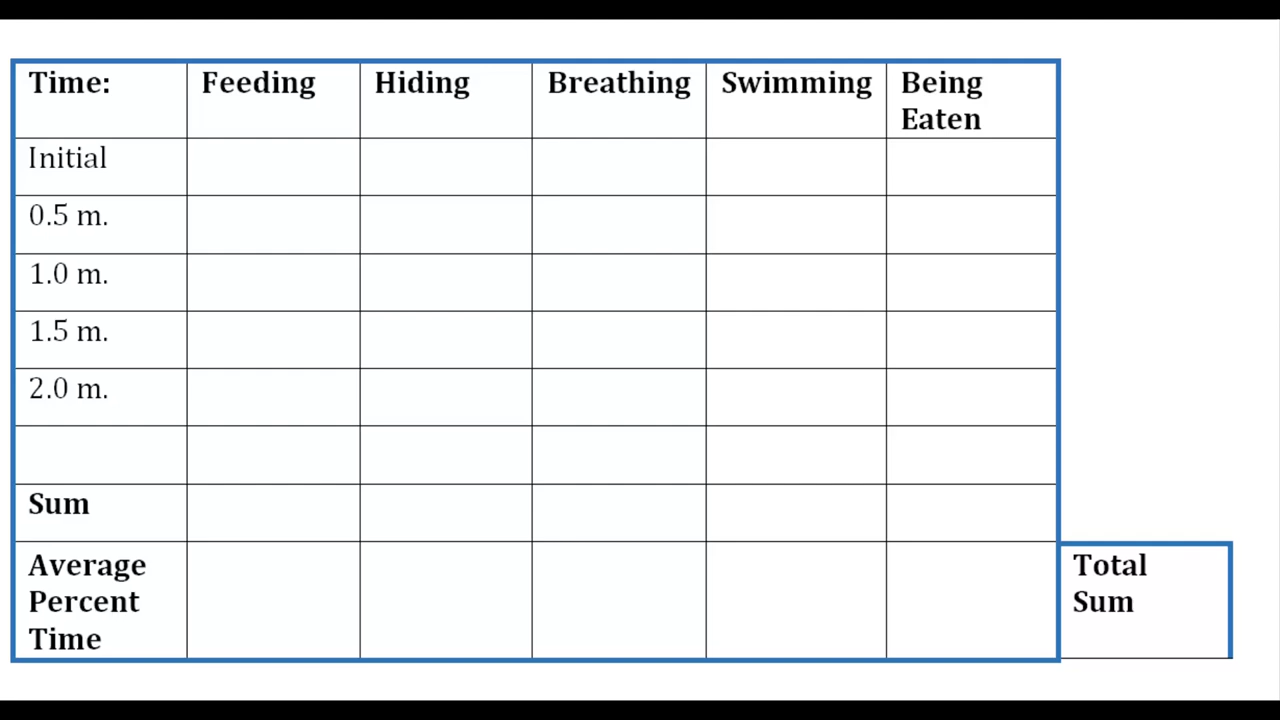 Time: Feeding Hiding Breathing Swimming Being
Eaten
Initial
0.5 m.
1.0 m.
1.5 m.
2.0 m.
Sum
Average
Percent
Time
Total
Sum